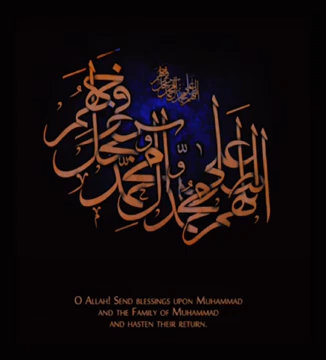 اللهم صل على محمد وآل محمد وعجل فرجهم
O Allah! Send blessings upon Muhammad
and the Family of Muhammad
and hasten their return.